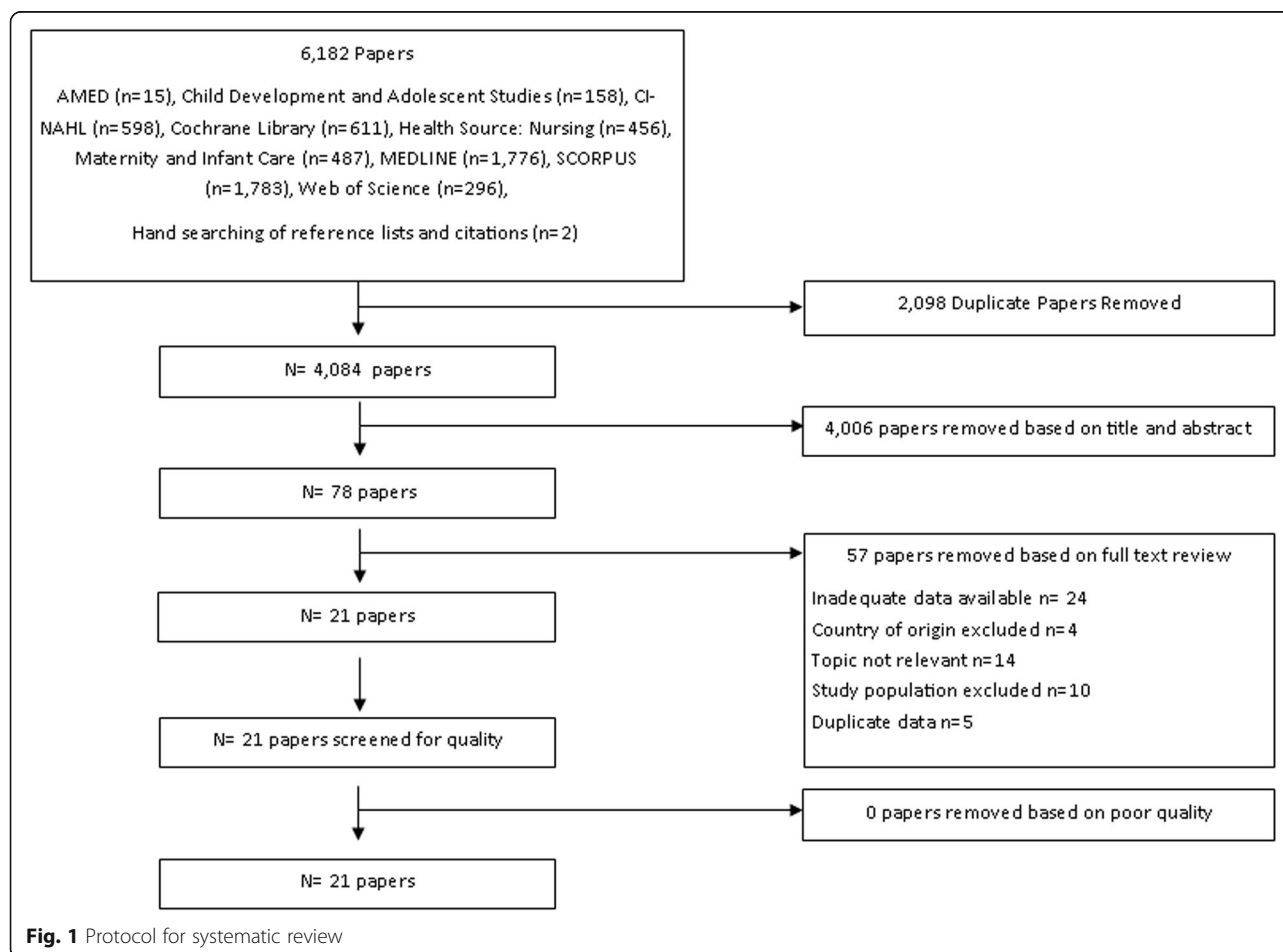 6,182 Papers
AMED (n=15), Child Development and Adolescent Studies (n=158), CI-
NAHL (n=598), Cochrane Library (n=611), Health Source: Nursing (n=456),
Maternity and Infant Care (n=487), MEDLINE (n=1,776), SCORPUS
(n=1,783), Web of Science (n=296),
Hand searching of reference lists and citations (n=2)
2,098 Duplicate Papers Removed
N= 4,084 papers
4,006 papers removed based on title and abstract
N= 78 papers
57 papers removed based on full text review
Inadequate data available n= 24
Country of origin excluded n=4
Topic not relevant n=14
Study population excluded n=10
Duplicate data n=5
N= 21 papers
N= 21 papers screened for quality
0 papers removed based on poor quality
N= 21 papers
Fig. 1 Protocol for systematic review